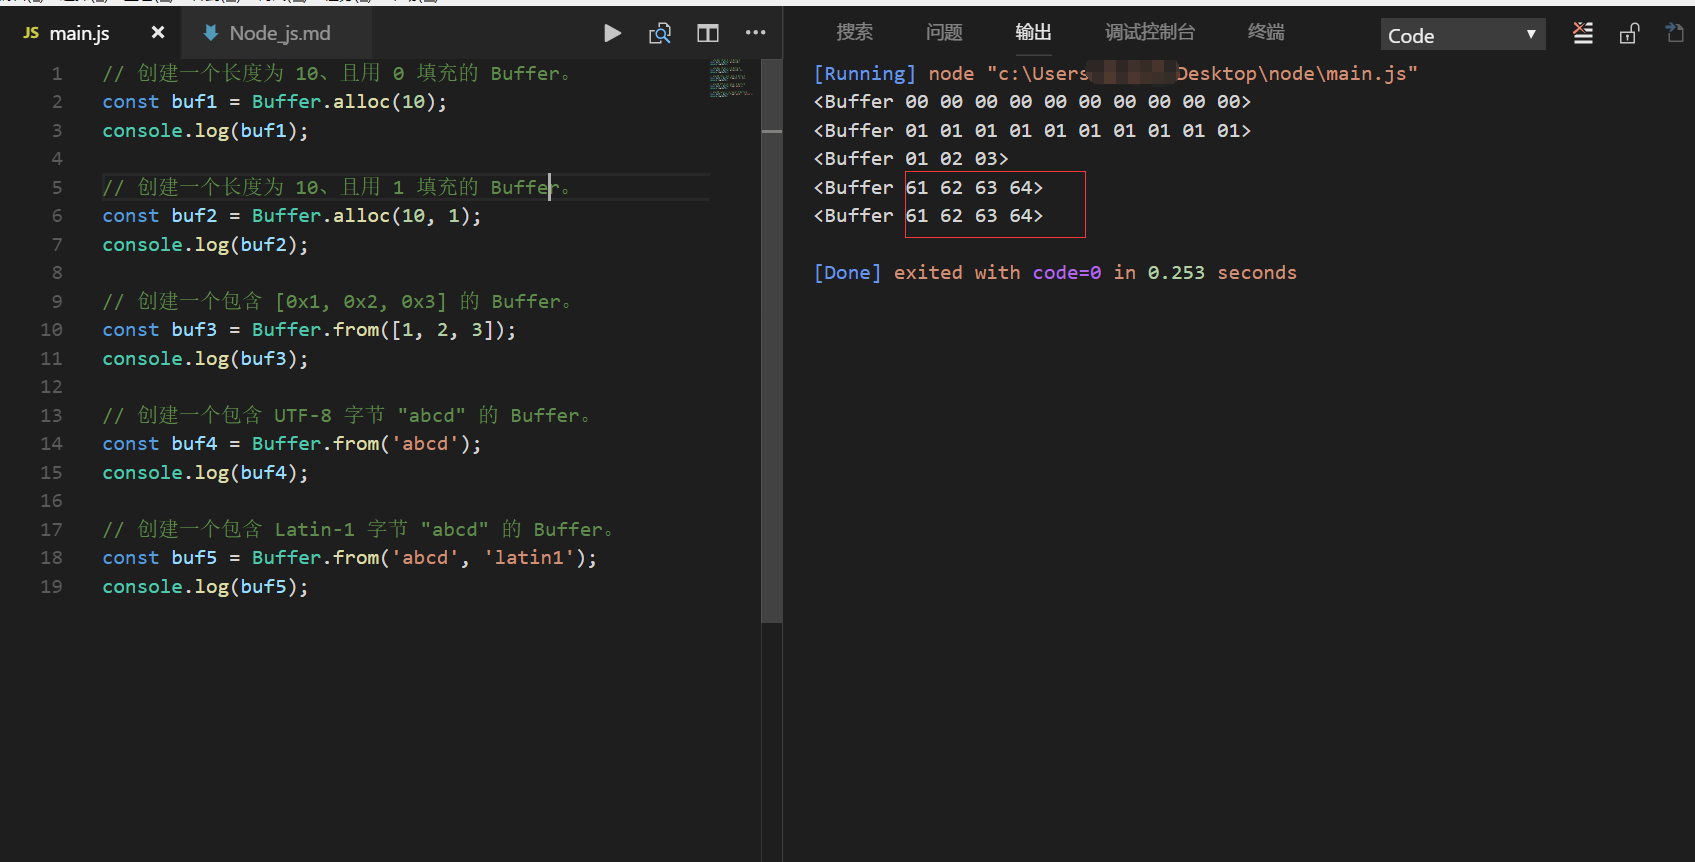 JS main.js × Node_js.md
1 // 创建一个长度为 10、且用 0 填充的 Buffer。
2 const buf1 = Buffer.alloc(10);
3 console.log(buf1);
4
5 // 创建一个长度为 10、且用 1 填充的 Buffer。
6 const buf2 = Buffer.alloc(10, 1);
7 console.log(buf2);
8
9 // 创建一个包含 [0x1, 0x2, 0x3] 的 Buffer。
10 const buf3 = Buffer.from([1, 2, 3]);
11 console.log(buf3);
12
13 // 创建一个包含 UTF-8 字节 "abcd" 的 Buffer。
14 const buf4 = Buffer.from('abcd');
15 console.log(buf4);
16
17 // 创建一个包含 Latin-1 字节 "abcd" 的 Buffer。
18 const buf5 = Buffer.from('abcd', 'latin1');
19 console.log(buf5);
搜索 问题 输出 调试控制台 终端 Code
[Running] node "c:\Users Desktop\node\main.js"
<Buffer 00 00 00 00 00 00 00 00 00 00>
<Buffer 01 01 01 01 01 01 01 01 01 01>
<Buffer 01 02 03>
<Buffer 61 62 63 64>
<Buffer 61 62 63 64>
[Done] exited with code=0 in 0.253 seconds